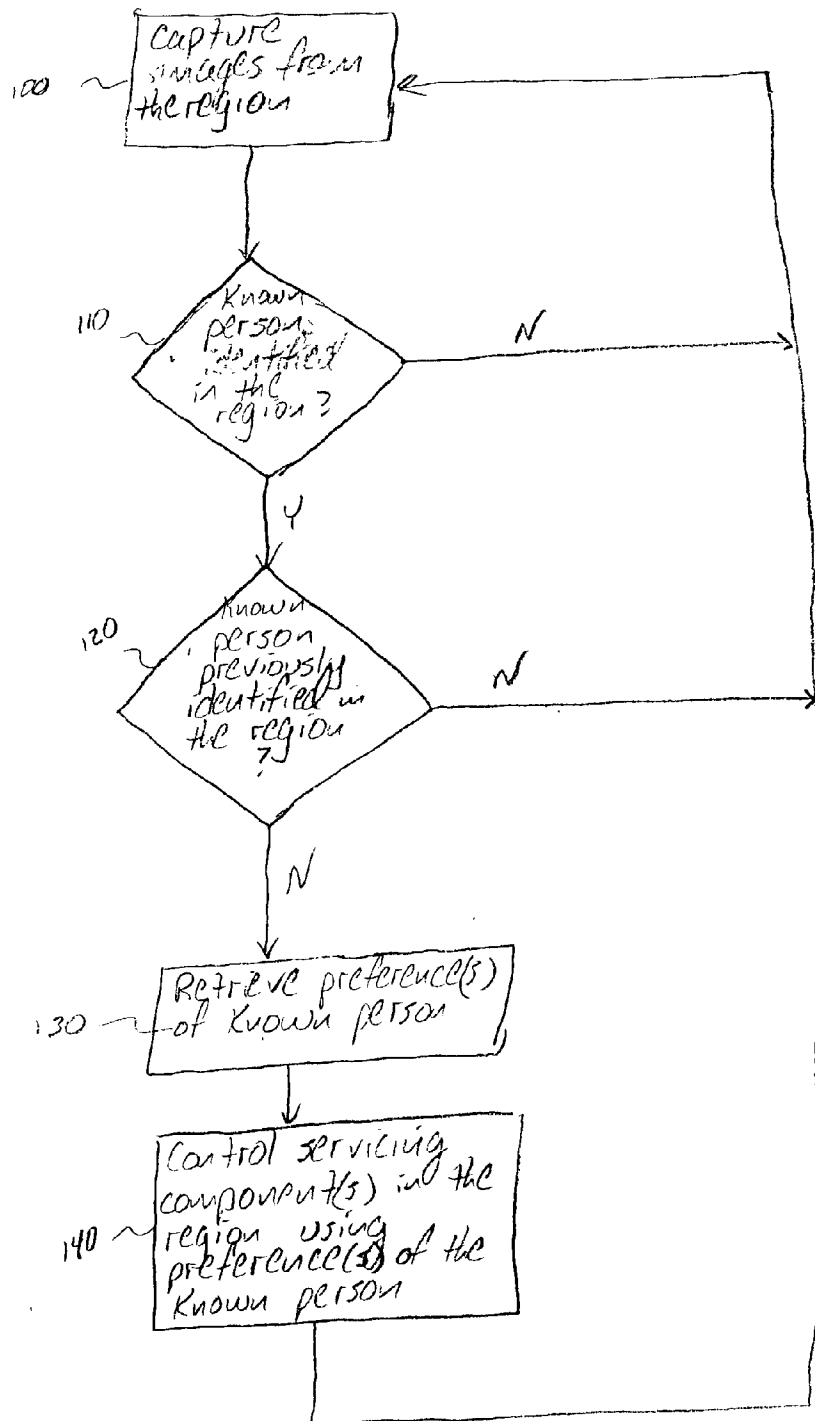 Capture
images from
the region
100
Known
person
identified
in the
region?
110
N
Y
Known
person
previously
identified in
the region
?
120
N
N
Retrieve preference(s)
of Known person
130
Control servicing
component(s) in the
region using
preference(s) of the
Known person
140